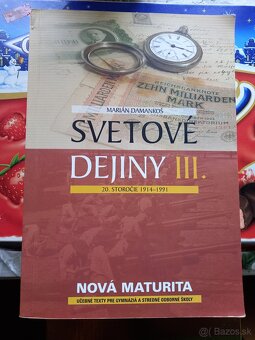 REICHSBANKNOTE
ZEHN MILLIARDEN
MARK
MARIÁN DAMANKOŠ
SVETOVÉ
DEJINY III.
20. STOROČIE 1914–1991
NOVÁ MATURITA
UČEBNÉ TEXTY PRE GYMNÁZIÁ A STREDNÉ ODBORNÉ ŠKOLY
Bazos.sk